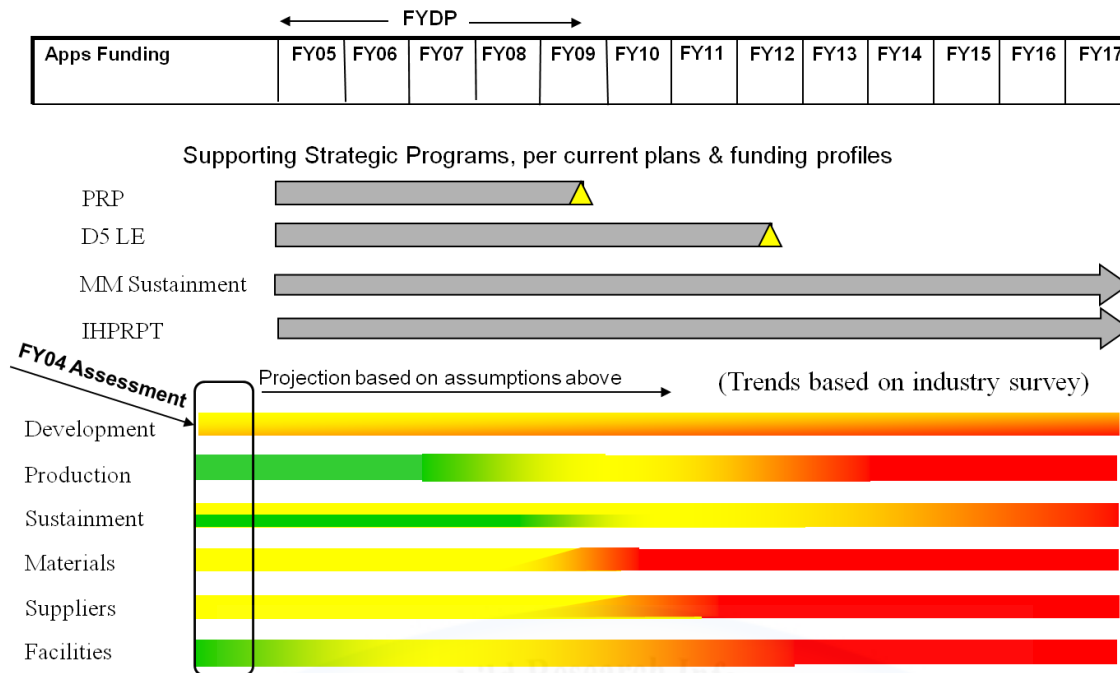 FYDP
Apps Funding FY05 FY06 FY07 FY08 FY09 FY10 FY11 FY12 FY13 FY14 FY15 FY16 FY17
Supporting Strategic Programs, per current plans & funding profiles
PRP
D5 LE
MM Sustainment
IHPRPT
FY04 Assessment
Projection based on assumptions above
(Trends based on industry survey)
Development
Production
Sustainment
Materials
Suppliers
Facilities